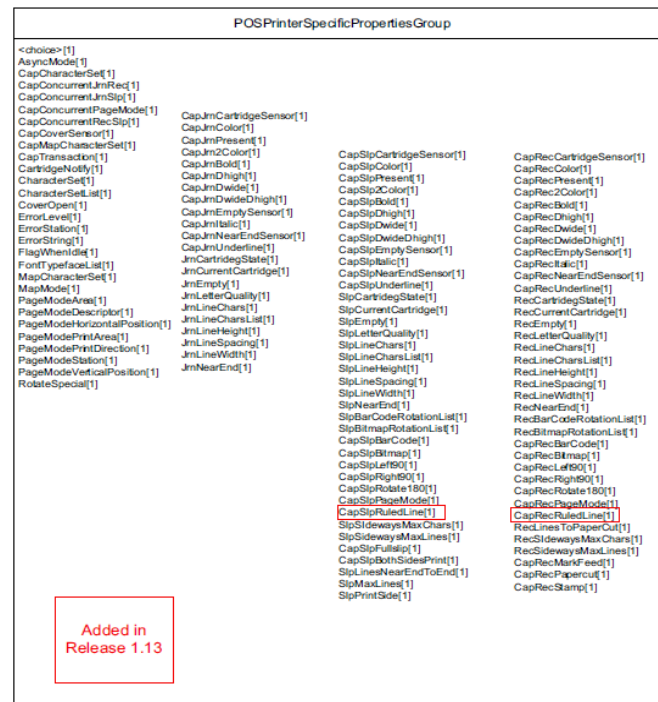 POSPrinterSpecificPropertiesGroup
<choice>[1]
AsyncMode[1]
CapCharacterSet[1]
CapConcurrentJrnRec[1]
CapConcurrentJrnSlp[1]
CapConcurrentPageMode[1]
CapConcurrentRecSlp[1]
CapCoverSensor[1]
CapMapCharacterSet[1]
CapTransaction[1]
CartridgeNotify[1]
CharacterSet[1]
CharacterSetList[1]
CoverOpen[1]
ErrorLevel[1]
ErrorStation[1]
ErrorString[1]
FlagWhenIdle[1]
FontTypefaceList[1]
MapCharacterSet[1]
MapMode[1]
PageModeArea[1]
PageModeDescriptor[1]
PageModeHorizontalPosition[1]
PageModePrintArea[1]
PageModePrintDirection[1]
PageModeStation[1]
PageModeVerticalPosition[1]
RotateSpecial[1]
CapJrnCartridgeSensor[1]
CapJrnColor[1]
CapJrnPresent[1]
CapJrn2Color[1]
CapJrnBold[1]
CapJrnDhigh[1]
CapJrnDwide[1]
CapJrnDwideDhigh[1]
CapJrnEmptySensor[1]
CapJrnItalic[1]
CapJrnNearEndSensor[1]
CapJrnUnderline[1]
JrnCartridegState[1]
JrnCurrentCartridge[1]
JrnEmpty[1]
JrnLetterQuality[1]
JrnLineChars[1]
JrnLineCharsList[1]
JrnLineHeight[1]
JrnLineSpacing[1]
JrnLineWidth[1]
JrnNearEnd[1]
CapSlpCartridgeSensor[1]
CapSlpColor[1]
CapSlpPresent[1]
CapSlp2Color[1]
CapSlpBold[1]
CapSlpDhigh[1]
CapSlpDwide[1]
CapSlpDwideDhigh[1]
CapSlpEmptySensor[1]
CapSlpItalic[1]
CapSlpNearEndSensor[1]
CapSlpUnderline[1]
SlpCartridegState[1]
SlpCurrentCartridge[1]
SlpEmpty[1]
SlpLetterQuality[1]
SlpLineChars[1]
SlpLineCharsList[1]
SlpLineHeight[1]
SlpLineSpacing[1]
SlpLineWidth[1]
SlpNearEnd[1]
SlpBarCodeRotationList[1]
SlpBitmapRotationList[1]
CapSlpBarCode[1]
CapSlpBitmap[1]
CapSlpLeft90[1]
CapSlpRight90[1]
CapSlpRotate180[1]
CapSlpPageMode[1]
CapSlpRuledLine[1]
SlpSIdewaysMaxChars[1]
SlpSidewaysMaxLines[1]
CapSlpFullslip[1]
CapSlpBothSidesPrint[1]
SlpLinesNearEndToEnd[1]
SlpMaxLines[1]
SlpPrintSide[1]
CapRecCartridgeSensor[1]
CapRecColor[1]
CapRecPresent[1]
CapRec2Color[1]
CapRecBold[1]
CapRecDhigh[1]
CapRecDwide[1]
CapRecDwideDhigh[1]
CapRecEmptySensor[1]
CapRecItalic[1]
CapRecNearEndSensor[1]
CapRecUnderline[1]
RecCartridegState[1]
RecCurrentCartridge[1]
RecEmpty[1]
RecLetterQuality[1]
RecLineChars[1]
RecLineCharsList[1]
RecLineHeight[1]
RecLineSpacing[1]
RecLineWidth[1]
RecNearEnd[1]
RecBarCodeRotationList[1]
RecBitmapRotationList[1]
CapRecBarCode[1]
CapRecBitmap[1]
CapRecLeft90[1]
CapRecRight90[1]
CapRecRotate180[1]
CapRecPageMode[1]
CapRecRuledLine[1]
RecLinesToPaperCut[1]
RecSIdewaysMaxChars[1]
RecSidewaysMaxLines[1]
CapRecMarkFeed[1]
CapRecPapercut[1]
CapRecStamp[1]
Added in
Release 1.13